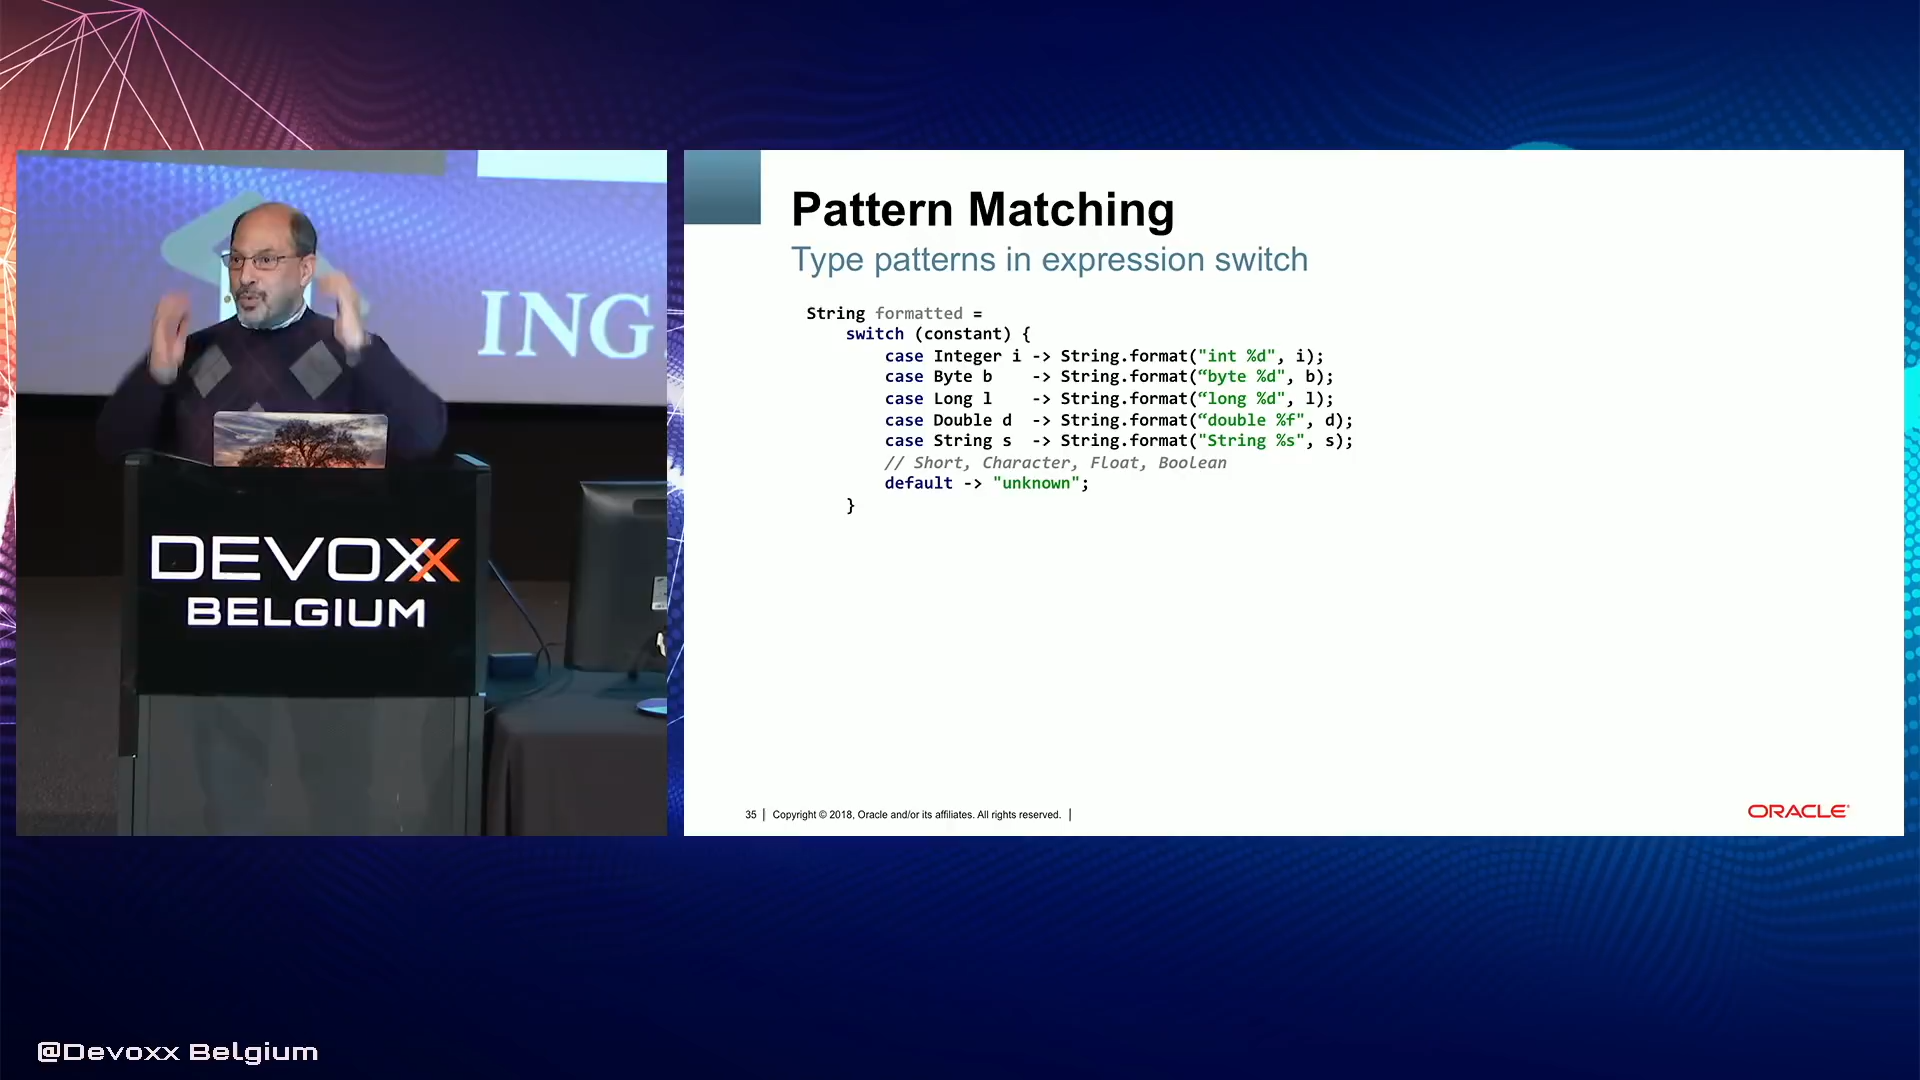 ING
DEVOXX
BELGIUM
Pattern Matching
Type patterns in expression switch
String formatted =
switch (constant) {
case Integer i -> String.format("int %d", i);
case Byte b -> String.format(“byte %d", b);
case Long l -> String.format(“long %d", l);
case Double d -> String.format(“double %f", d);
case String s -> String.format("String %s", s);
// Short, Character, Float, Boolean
default -> "unknown";
}
35 | Copyright © 2018, Oracle and/or its affiliates. All rights reserved. |
ORACLE
@Devoxx Belgium